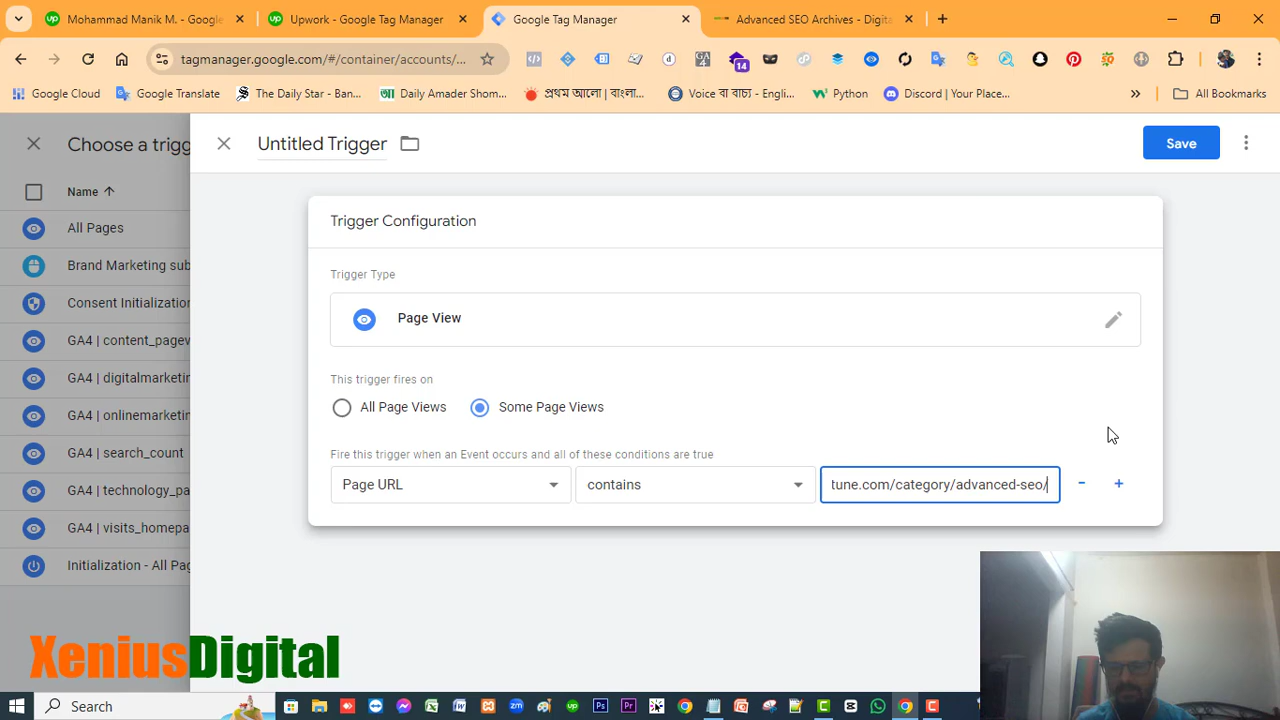 Mohammad Manik M. - Google
Upwork - Google Tag Manager
Google Tag Manager
Advanced SEO Archives - Digita
tagmanager.google.com/#/container/accounts/...
14
Google Cloud
Google Translate
The Daily Star - Ban...
Daily Amader Shom...
প্রথম আলো | বাংলা...
Voice বা বাচ্য - Engli...
Python
Discord | Your Place...
All Bookmarks
Choose a trigg
Untitled Trigger
Save
Name
All Pages
Brand Marketing sub
Consent Initialization
GA4 | content_pagev
GA4 | digitalmarketin
GA4 | onlinemarketin
GA4 | search_count
GA4 | technology_pa
GA4 | visits_homepa
Initialization - All Pag
Trigger Configuration
Trigger Type
Page View
This trigger fires on
All Page Views
Some Page Views
Fire this trigger when an Event occurs and all of these conditions are true
Page URL
contains
tune.com/category/advanced-seo/
XeniusDigital
Search